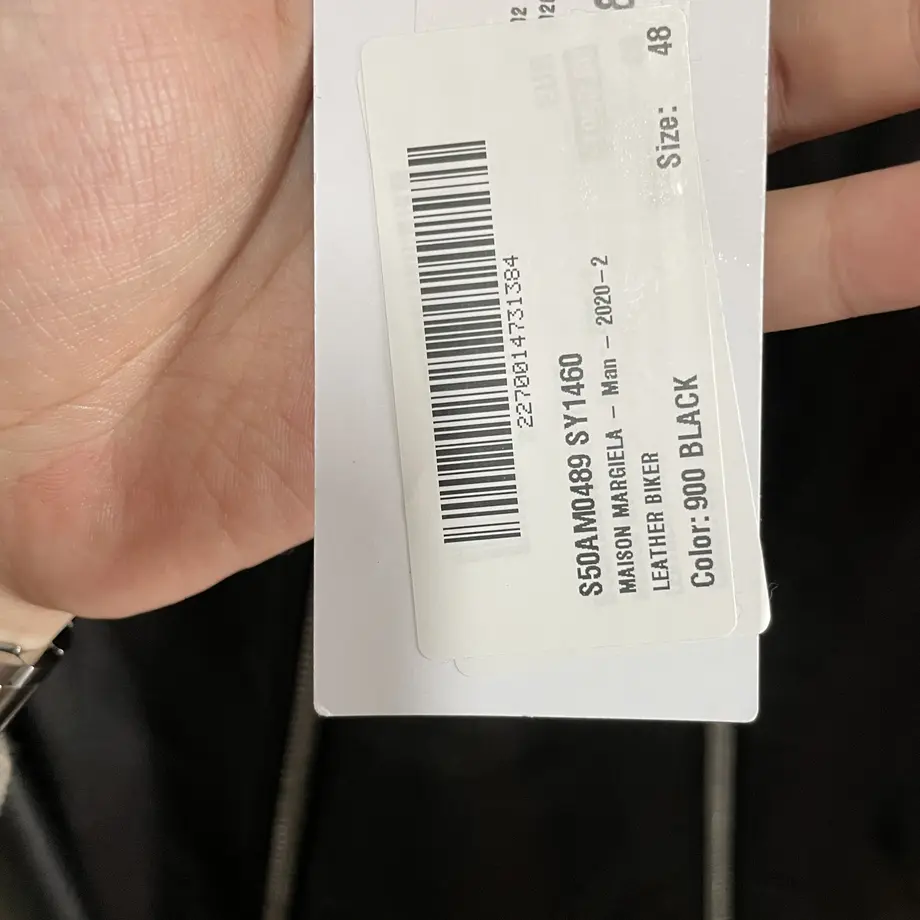 2270014731384
S50AM0489 SY1460
MAISON MARGIELA - Man - 2020-2
LEATHER BIKER
Color: 900 BLACK Size: 48